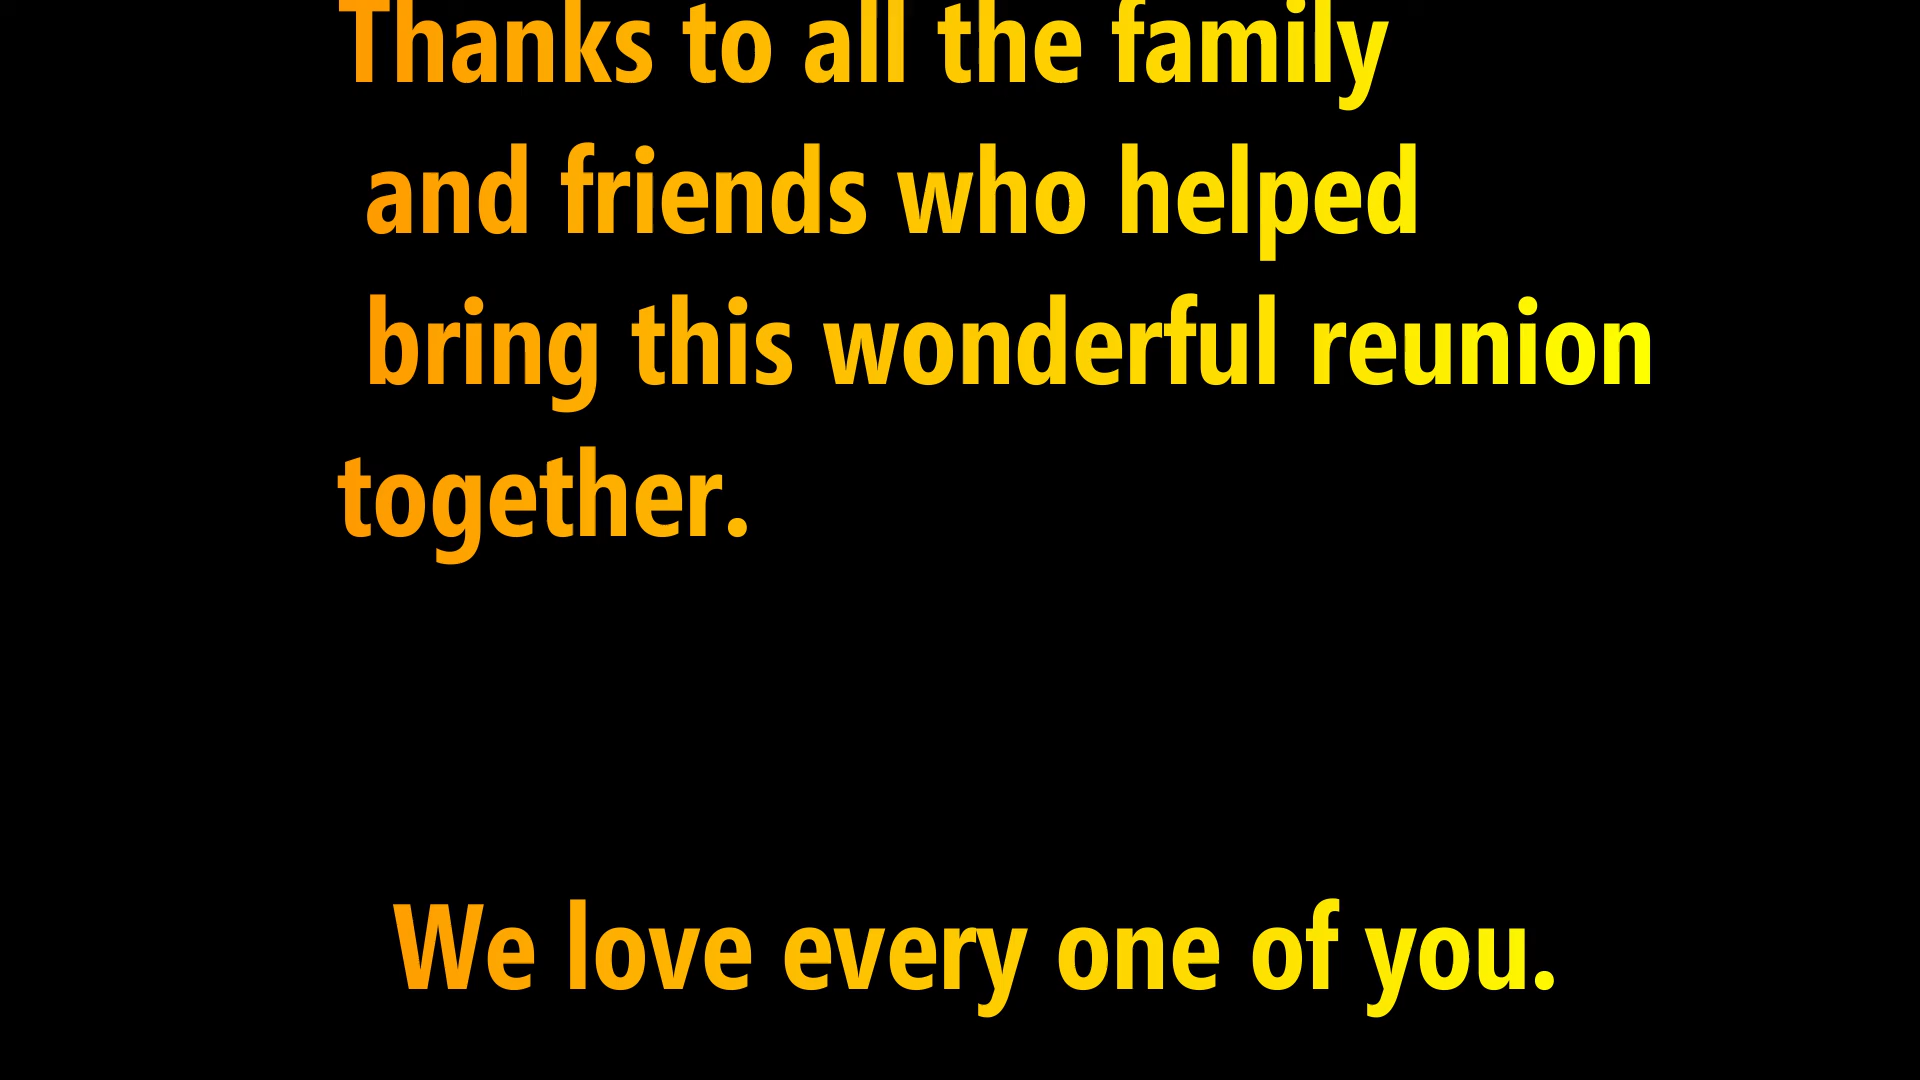 Thanks to all the family
and friends who helped
bring this wonderful reunion
together.
We love every one of you.